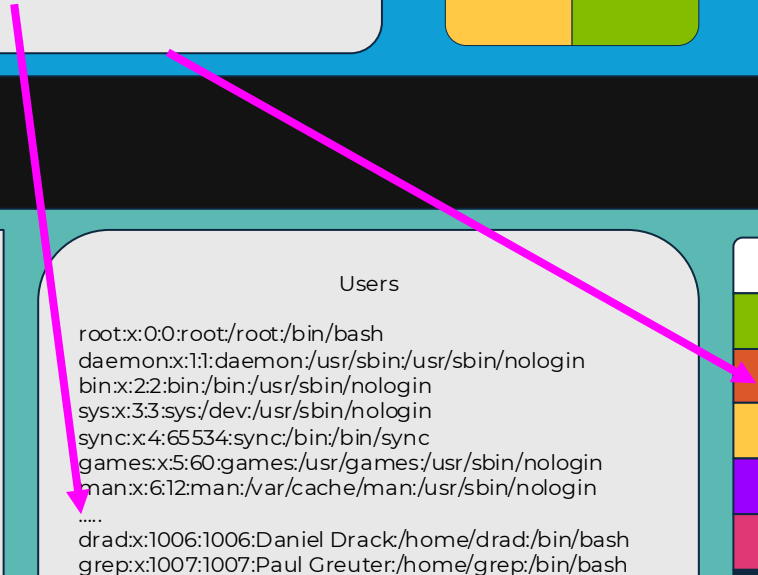 Users
root:x:0:0:root:/root:/bin/bash
daemon:x:1:1:daemon:/usr/sbin:/usr/sbin/nologin
bin:x:2:2:bin:/bin:/usr/sbin/nologin
sys:x:3:3:sys:/dev:/usr/sbin/nologin
sync:x:4:65534:sync:/bin:/bin/sync
games:x:5:60:games:/usr/games:/usr/sbin/nologin
man:x:6:12:man:/var/cache/man:/usr/sbin/nologin
.....
drad:x:1006:1006:Daniel Drack:/home/drad:/bin/bash
grep:x:1007:1007:Paul Greuter:/home/grep:/bin/bash